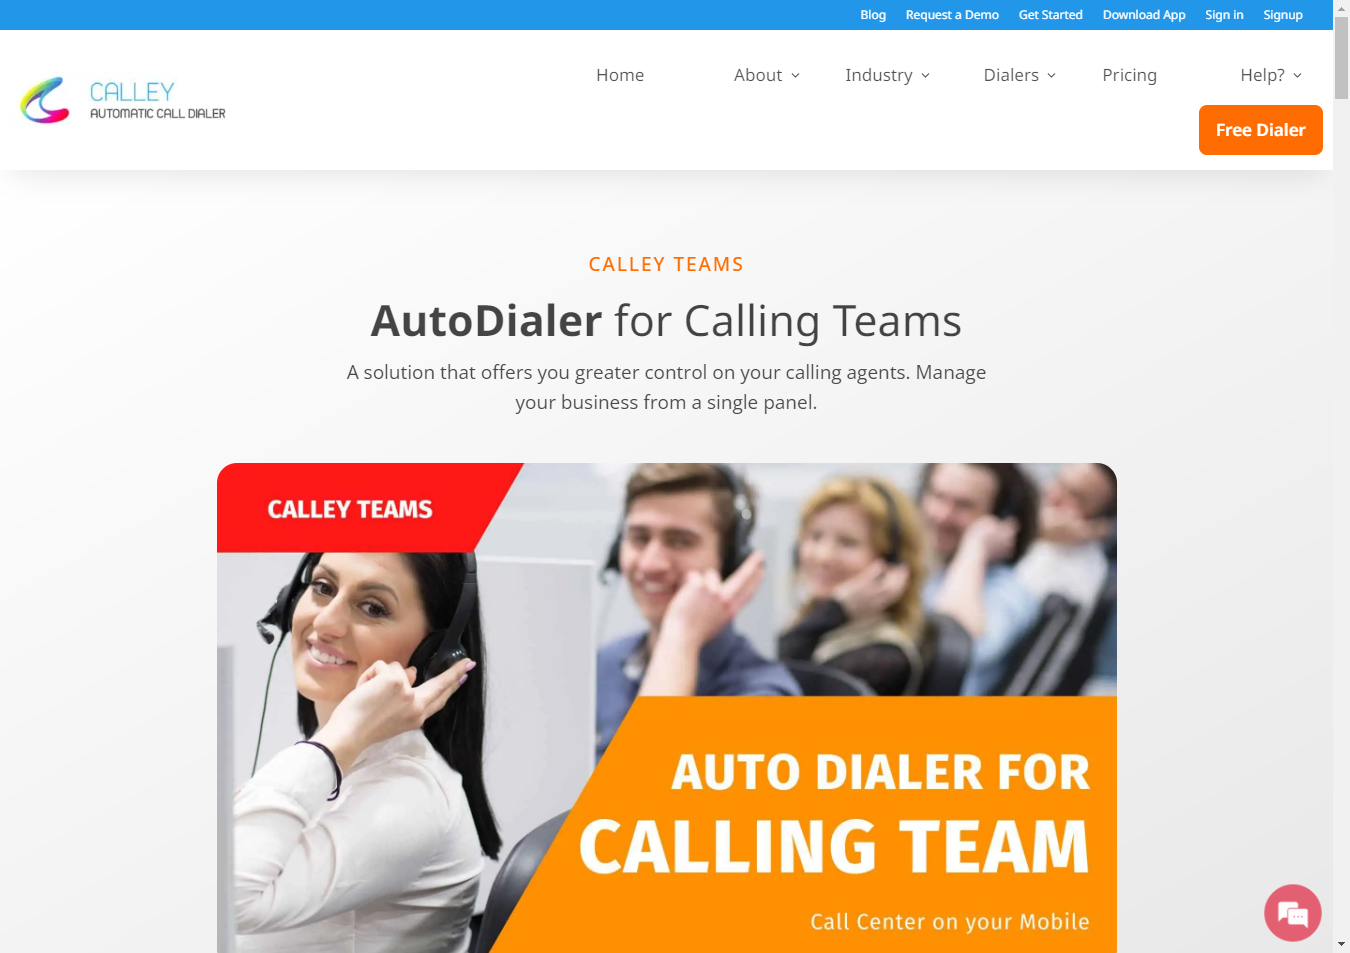 Blog Request a Demo Get Started Download App Sign in Signup
CALLEY
AUTOMATIC CALL DIALER
Home About Industry Dialers Pricing Help?
Free Dialer
CALLEY TEAMS
AutoDialer for Calling Teams
A solution that offers you greater control on your calling agents. Manage
your business from a single panel.
CALLEY TEAMS
AUTO DIALER FOR
CALLING TEAM
Call Center on your Mobile